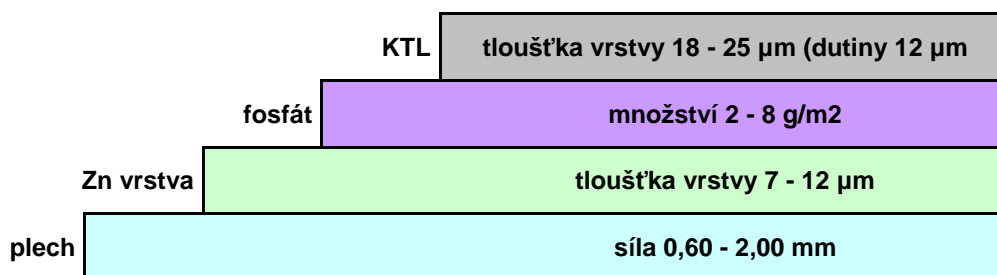 KTL tloušťka vrstvy 18 - 25 µm (dutiny 12 µm
fosfát množství 2 - 8 g/m2
Zn vrstva tloušťka vrstvy 7 - 12 µm
plech síla 0,60 - 2,00 mm